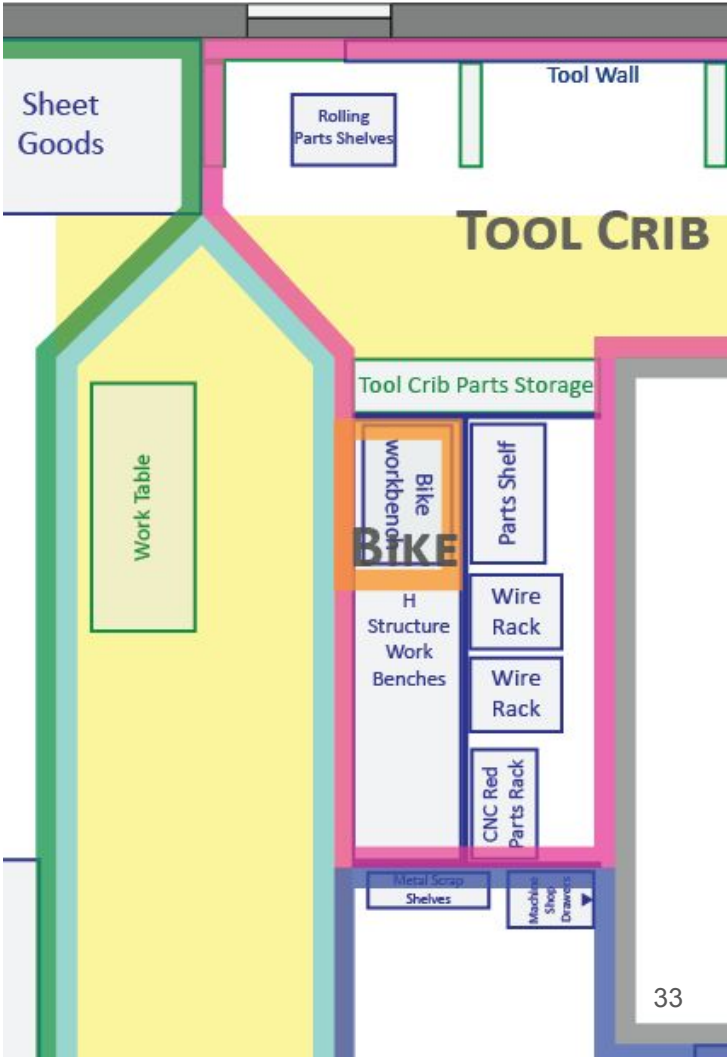 Sheet
Goods
Rolling
Parts Shelves
Tool Wall
TOOL CRIB
Tool Crib Parts Storage
Work Table
Bike
workbench
BIKE
Parts Shelf
H
Structure
Work
Benches
Wire
Rack
Wire
Rack
CNC Red
Parts Rack
Metal Scrap
Shelves
Machine
Shop
Drawers
33